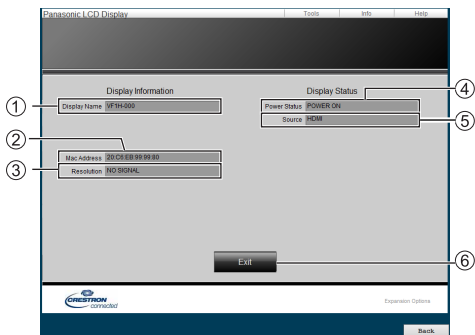 Panasonic LCD Display
Tools Info Help
Display Information
Display Status
1
Display Name VF1H-000
Power Status POWER ON
4
Source HDMI
5
2
Mac Address 20:C6:EB:98:99:80
3
Resolution NO SIGNAL
Exit
6
CRESTRON
connected
Expansion Options
Back